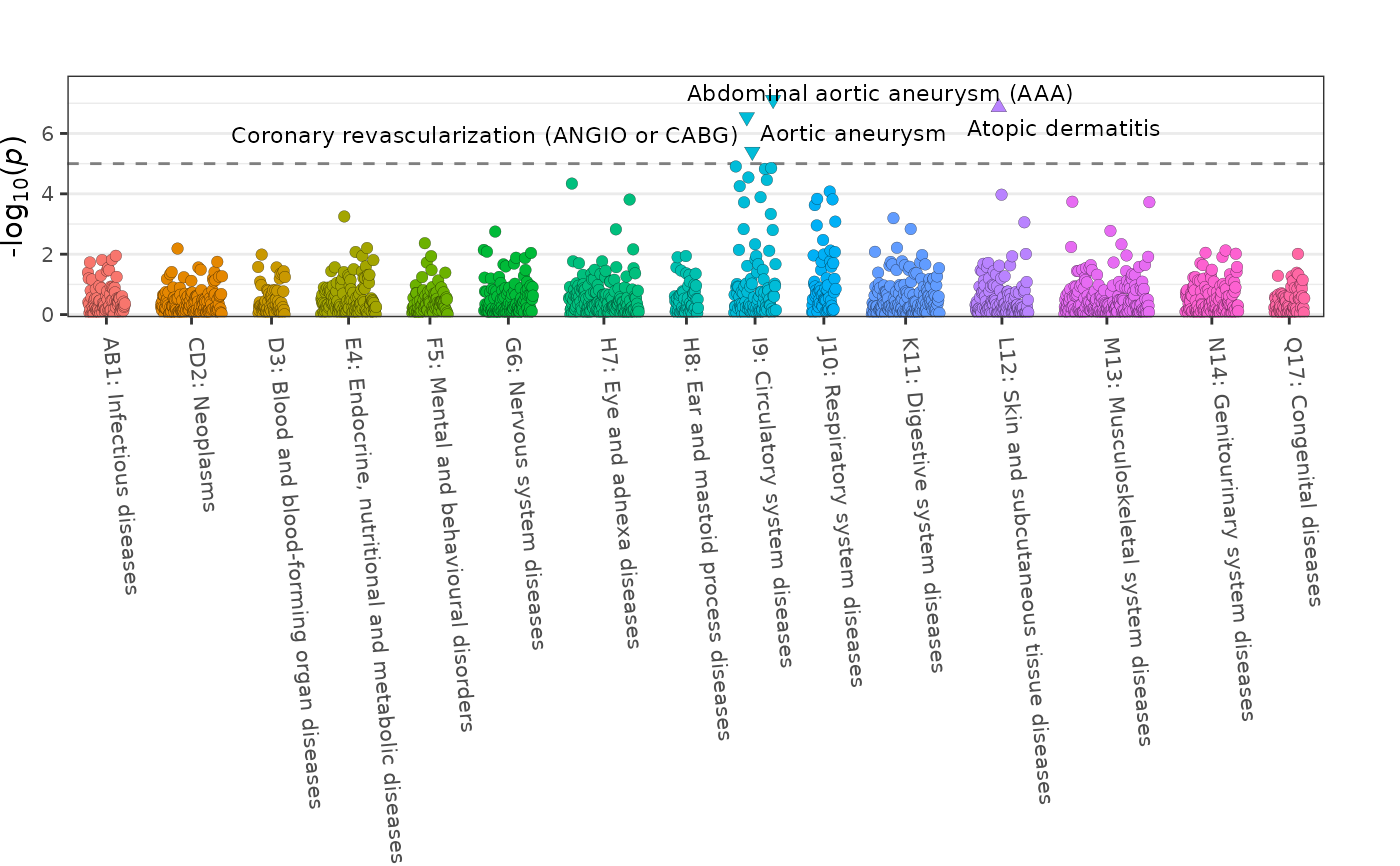 Abdominal aortic aneurysm (AAA)
Coronary revascularization (ANGIO or CABG)
Aortic aneurysm
Atopic dermatitis
-log10(p)
6
4
2
0
AB1: Infectious diseases
CD2: Neoplasms
D3: Blood and blood-forming organ diseases
E4: Endocrine, nutritional and metabolic diseases
F5: Mental and behavioural disorders
G6: Nervous system diseases
H7: Eye and adnexa diseases
H8: Ear and mastoid process diseases
I9: Circulatory system diseases
J10: Respiratory system diseases
K11: Digestive system diseases
L12: Skin and subcutaneous tissue diseases
M13: Musculoskeletal system diseases
N14: Genitourinary system diseases
Q17: Congenital diseases